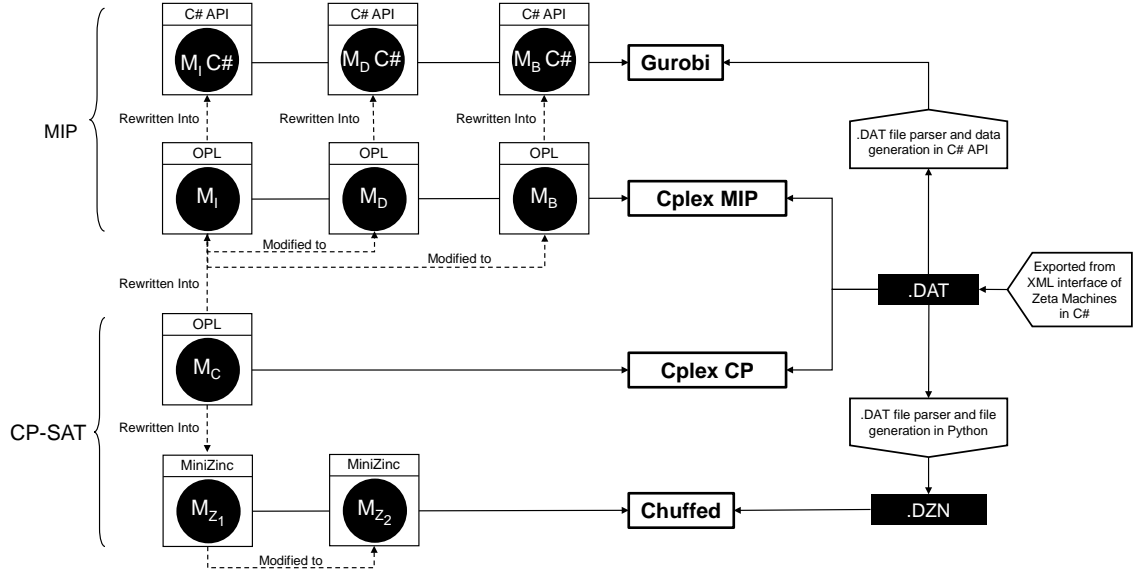 C# API
C# API
C# API
M_I C#
M_D C#
M_B C#
Gurobi
MIP
Rewritten Into
Rewritten Into
Rewritten Into
.DAT file parser and data
generation in C# API
OPL
OPL
OPL
M_I
M_D
M_B
Cplex MIP
Modified to
Modified to
Rewritten Into
.DAT
Exported from
XML interface of
Zeta Machines
in C#
OPL
M_C
Cplex CP
CP-SAT
Rewritten Into
.DAT file parser and file
generation in Python
MiniZinc
MiniZinc
M_Z_1
M_Z_2
Chuffed
.DZN
Modified to